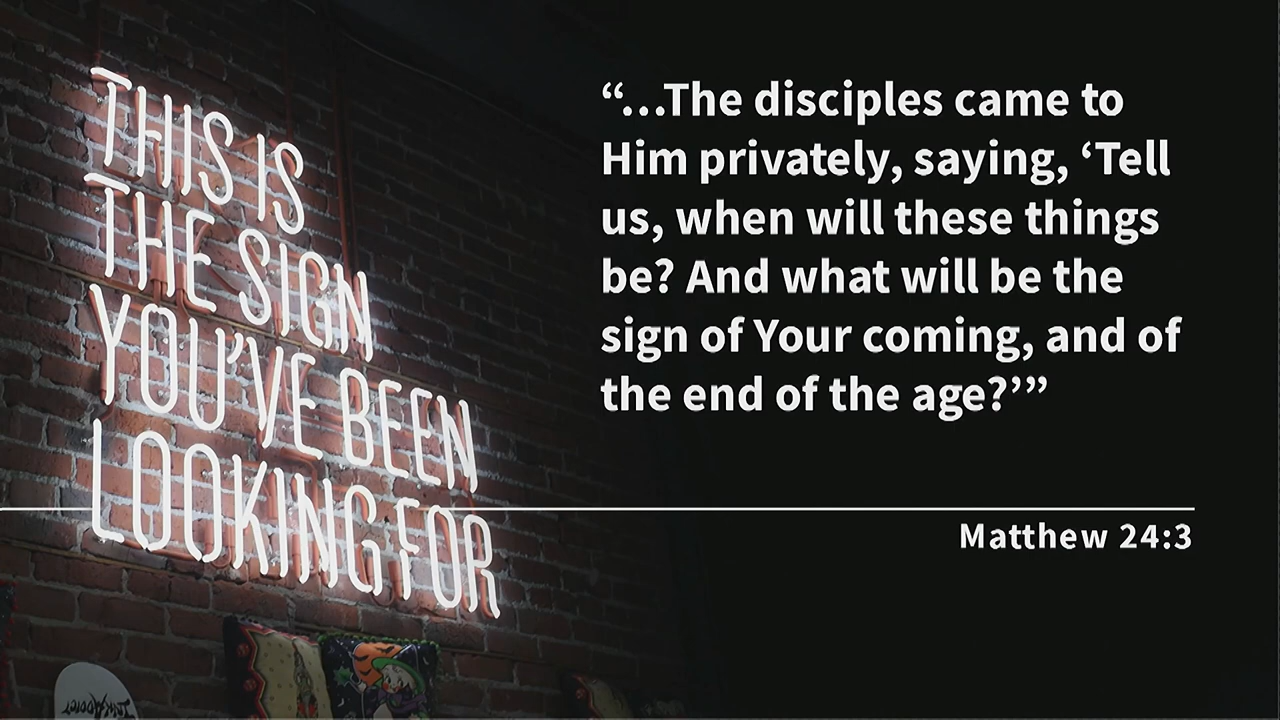 THIS IS
THE SIGN
YOU'VE BEEN
LOOKING FOR
“...The disciples came to
Him privately, saying, ‘Tell
us, when will these things
be? And what will be the
sign of Your coming, and of
the end of the age?’”
Matthew 24:3